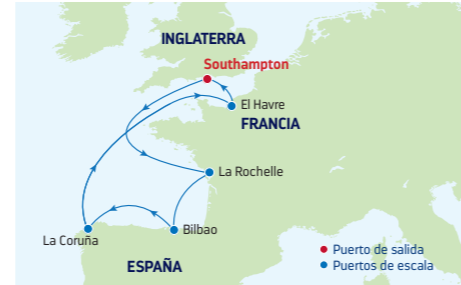 INGLATERRA
Southampton
El Havre
FRANCIA
La Rochelle
Bilbao
La Coruña
ESPAÑA
Puerto de salida
Puertos de escala